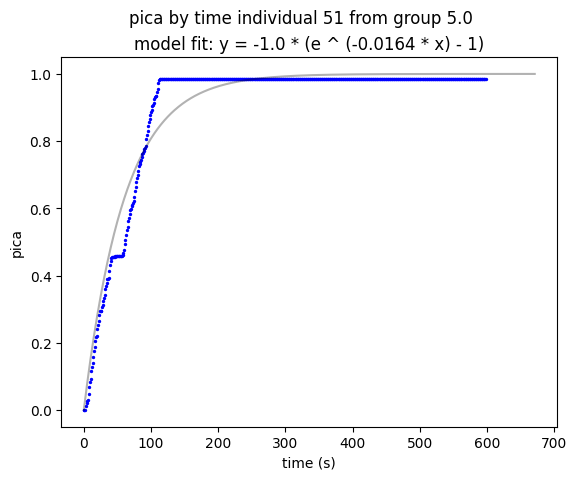 pica by time individual 51 from group 5.0
model fit: y = -1.0 * (e ^ (-0.0164 * x) - 1)
1.0
0.8
0.6
0.4
0.2
0.0
pica
0 100 200 300 400 500 600 700
time (s)